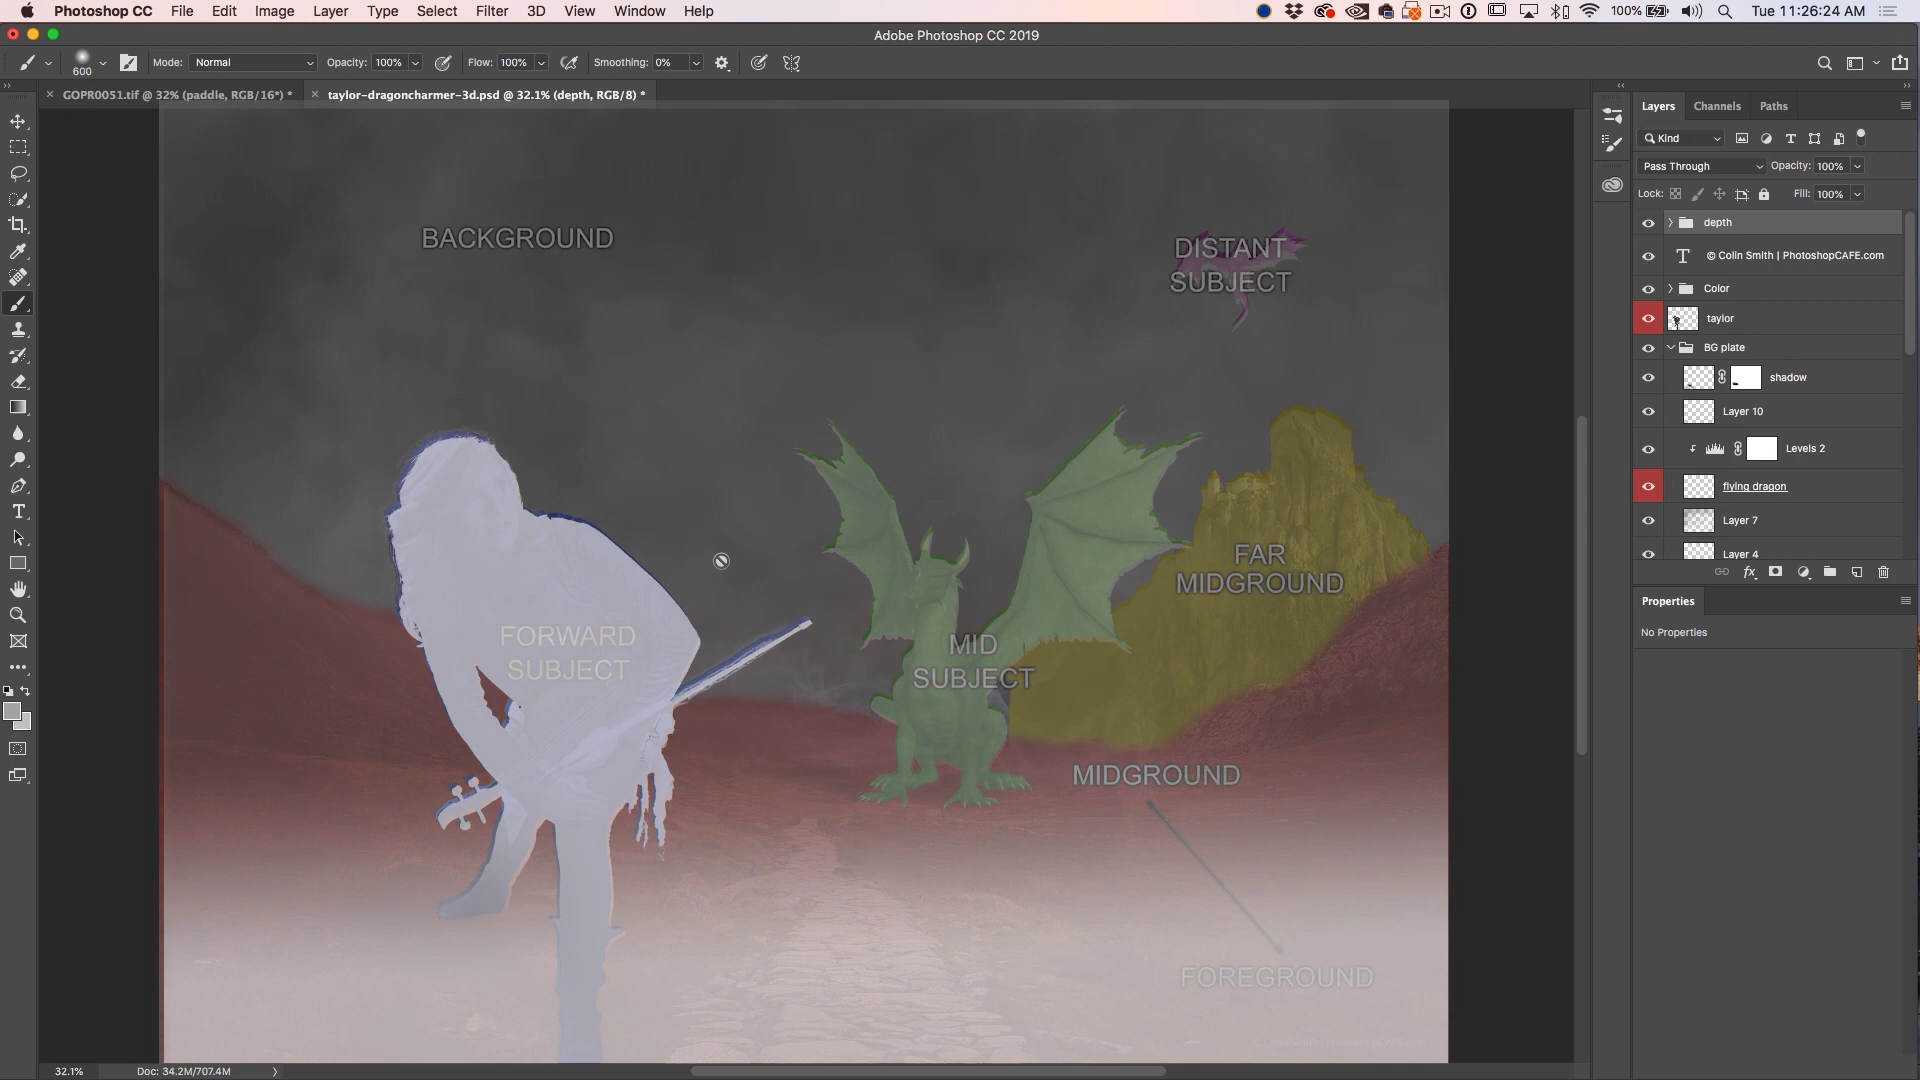 Photoshop CC File Edit Image Layer Type Select Filter 3D View Window Help
100% Tue 11:26:24 AM
Adobe Photoshop CC 2019
600 Mode: Normal Opacity: 100% Flow: 100% Smoothing: 0%
GOPR0051.tif @ 32% (paddle, RGB/16*) *
taylor-dragoncharmer-3d.psd @ 32.1% (depth, RGB/8) *
BACKGROUND
DISTANT
SUBJECT
FAR
MIDGROUND
FORWARD
SUBJECT
MID
SUBJECT
MIDGROUND
FOREGROUND
Layers Channels Paths
Kind
Pass Through Opacity: 100%
Lock: Fill: 100%
depth
© Colin Smith | PhotoshopCAFE.com
Color
taylor
BG plate
shadow
Layer 10
Levels 2
flying dragon
Layer 7
Layer 4
fx
Properties
No Properties
32.1% Doc: 34.2M/707.4M